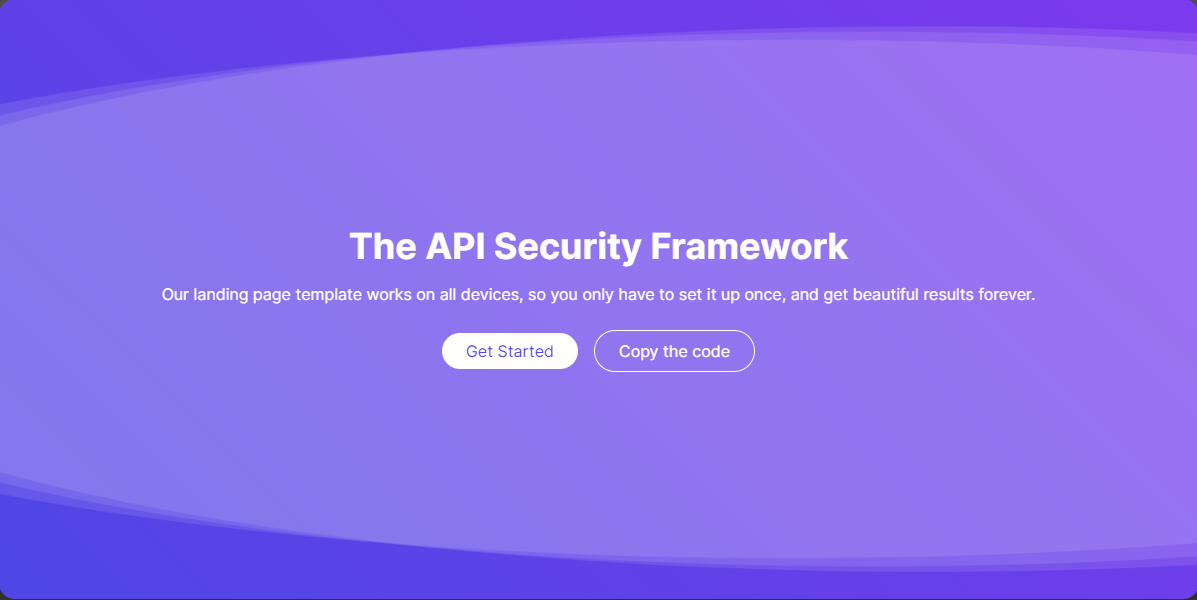 The API Security Framework
Our landing page template works on all devices, so you only have to set it up once, and get beautiful results forever.
Get Started
Copy the code